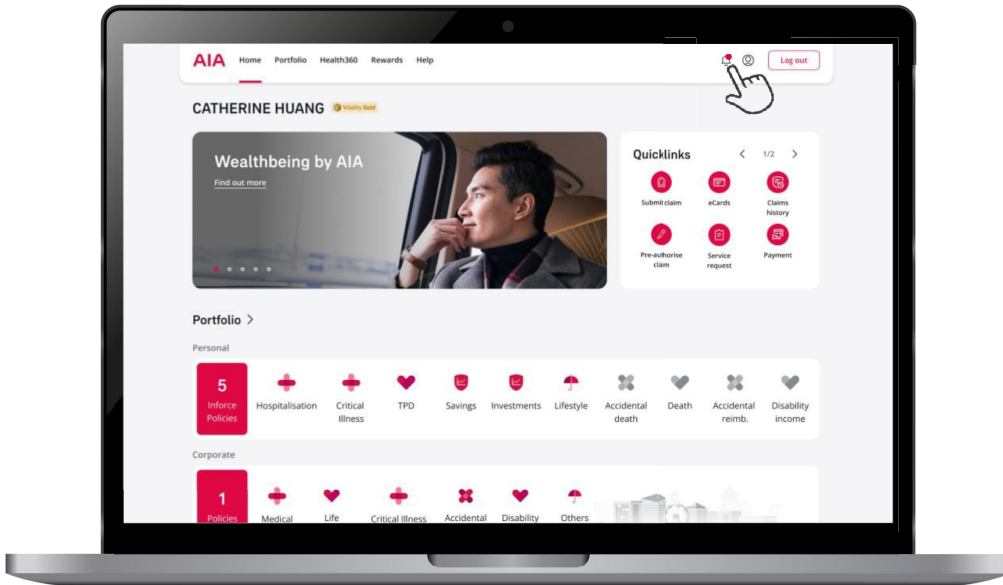 AIA
Home Portfolio Health360 Rewards Help
Log out
CATHERINE HUANG Vitality Gold
Wealthbeing by AIA
Find out more
Quicklinks
1/2
Submit claim eCards Claims
history
Pre-authorise Service Payment
claim request
Portfolio
Personal
5
Inforce Hospitalisation Critical TPD Savings Investments Lifestyle Accidental Death Accidental Disability
Policies Illness death reimb. income
Corporate
1
Policies Medical Life Critical Illness Accidental Disability Others